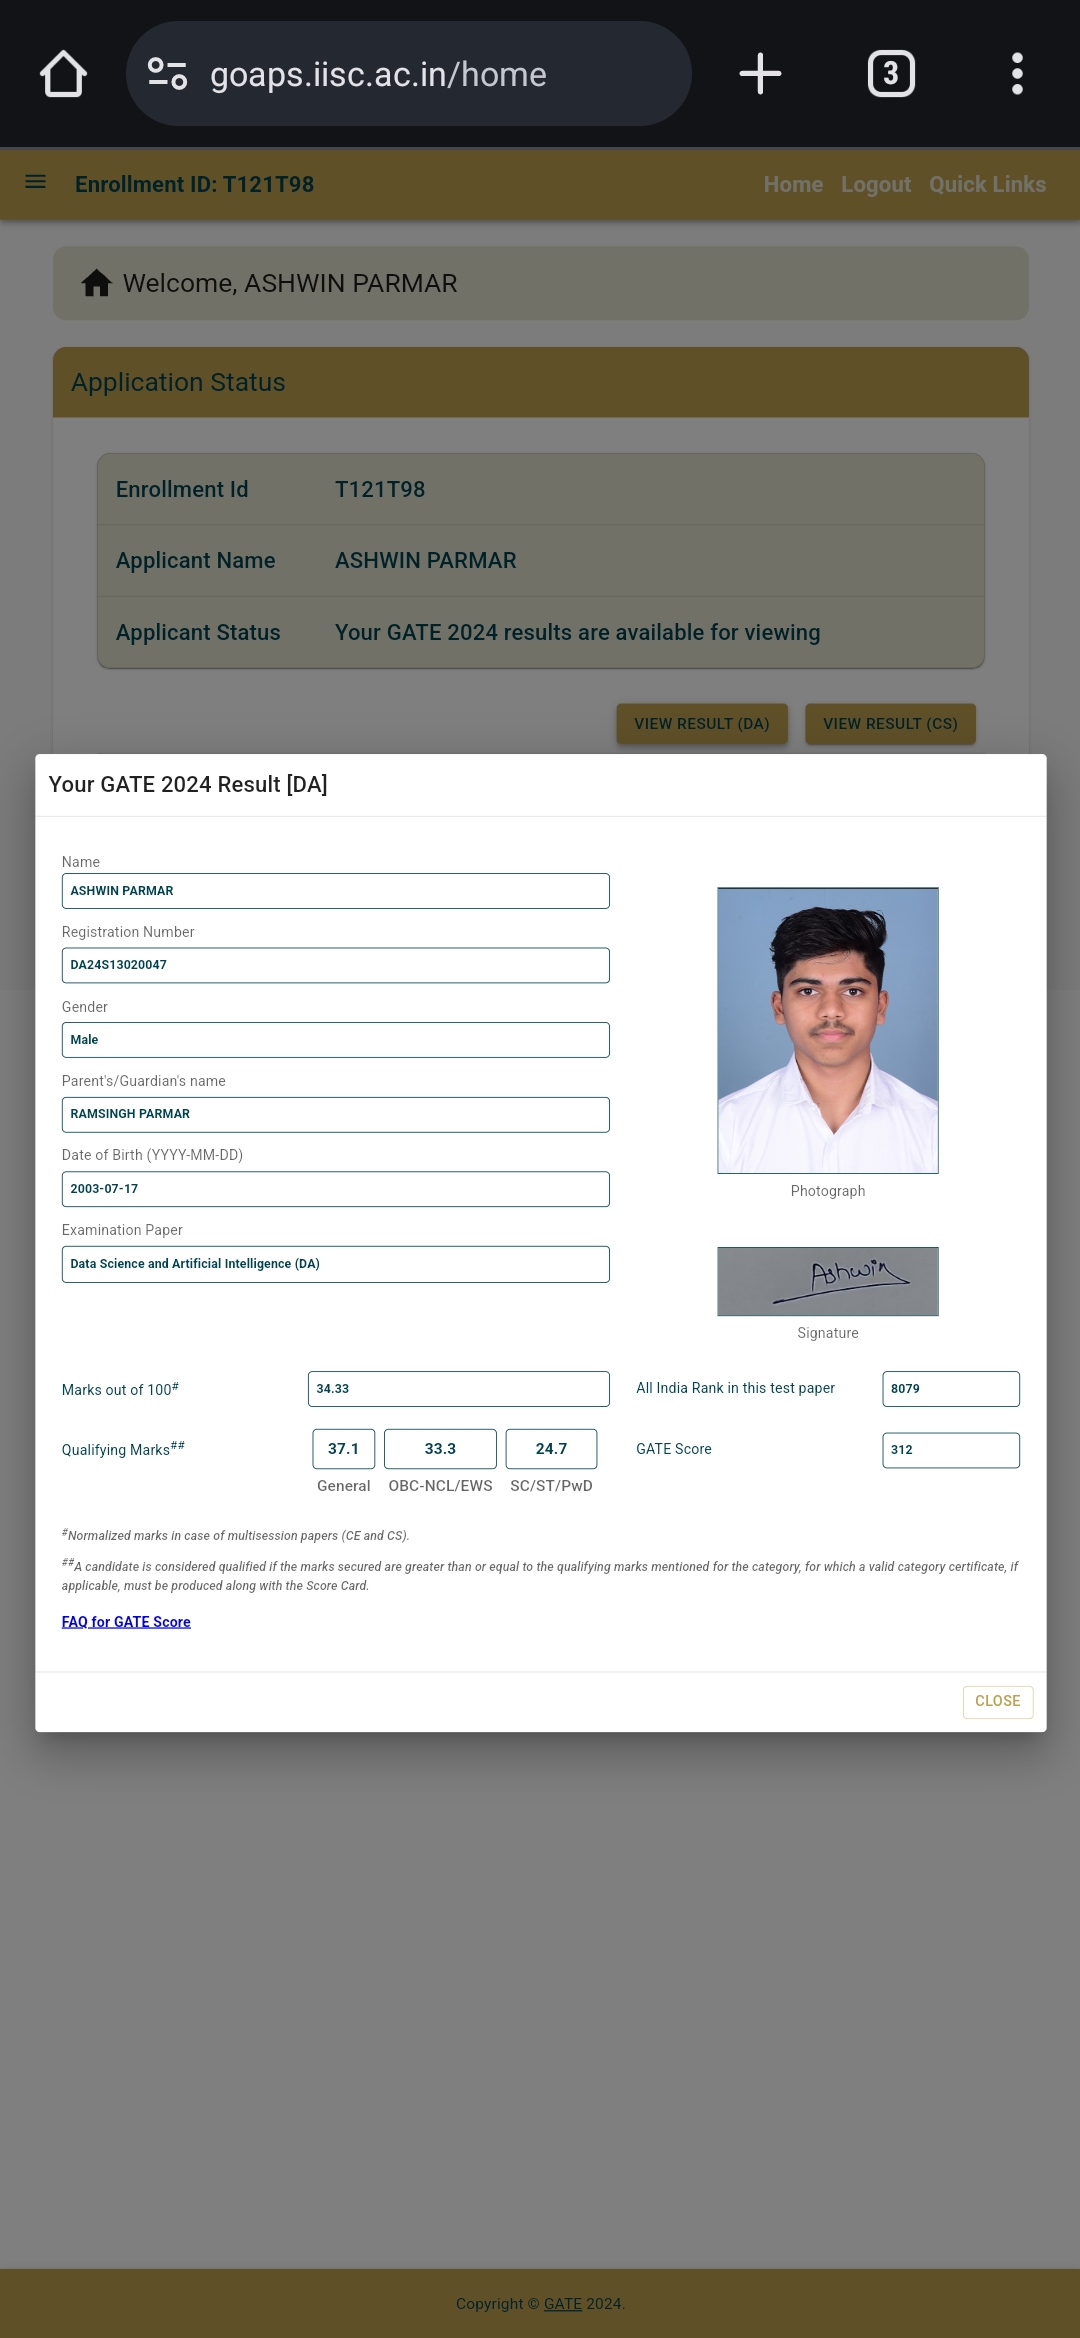 goaps.iisc.ac.in/home
3
Enrollment ID: T121T98
Home Logout Quick Links
Welcome, ASHWIN PARMAR
Application Status
Enrollment Id T121T98
Applicant Name ASHWIN PARMAR
Applicant Status Your GATE 2024 results are available for viewing
VIEW RESULT (DA) VIEW RESULT (CS)
Your GATE 2024 Result [DA]
Name
ASHWIN PARMAR
Registration Number
DA24S13020047
Gender
Male
Parent's/Guardian's name
RAMSINGH PARMAR
Date of Birth (YYYY-MM-DD)
2003-07-17
Examination Paper
Data Science and Artificial Intelligence (DA)
Photograph
Ashwin
Signature
Marks out of 100# 34.33 All India Rank in this test paper 8079
Qualifying Marks## 37.1 33.3 24.7 GATE Score 312
General OBC-NCL/EWS SC/ST/PwD
#Normalized marks in case of multisession papers (CE and CS).
##A candidate is considered qualified if the marks secured are greater than or equal to the qualifying marks mentioned for the category, for which a valid category certificate, if
applicable, must be produced along with the Score Card.
FAQ for GATE Score
CLOSE
Copyright © GATE 2024.